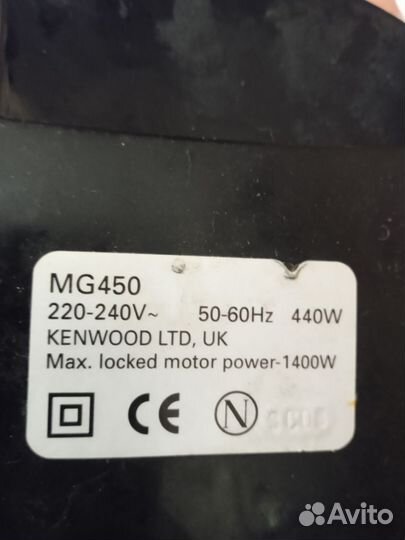 MG450
220-240V~ 50-60Hz 440W
KENWOOD LTD, UK
Max. locked motor power-1400W
CE N
Avito